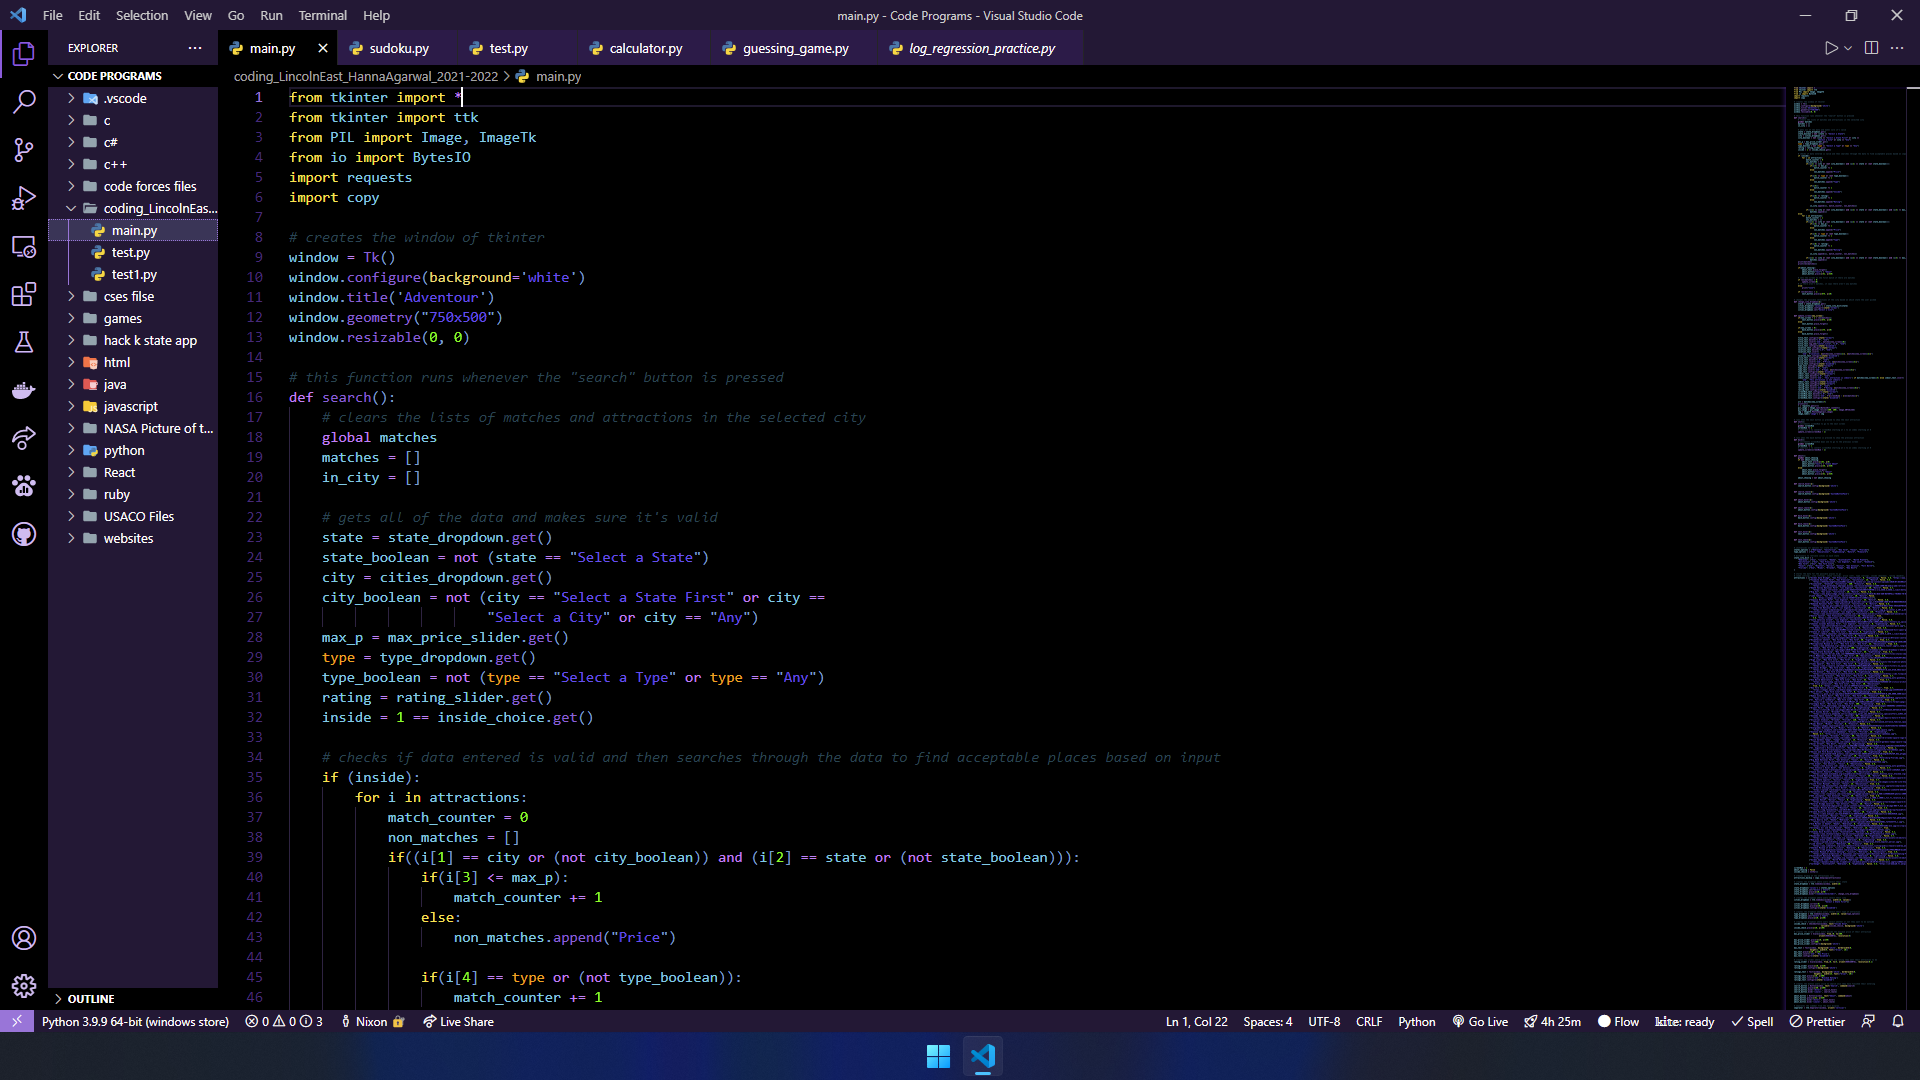 File Edit Selection View Go Run Terminal Help
main.py - Code Programs - Visual Studio Code
EXPLORER
main.py
sudoku.py
test.py
calculator.py
guessing_game.py
log_regression_practice.py
CODE PROGRAMS
coding_LincolnEast_HannaAgarwal_2021-2022 > main.py
.vscode
c
c#
c++
code forces files
coding_LincolnEas...
main.py
test.py
test1.py
cses filse
games
hack k state app
html
java
javascript
NASA Picture of t...
python
React
ruby
USACO Files
websites
OUTLINE
1 from tkinter import *
2 from tkinter import ttk
3 from PIL import Image, ImageTk
4 from io import BytesIO
5 import requests
6 import copy
7
8 # creates the window of tkinter
9 window = Tk()
10 window.configure(background='white')
11 window.title('Adventour')
12 window.geometry("750x500")
13 window.resizable(0, 0)
14
15 # this function runs whenever the "search" button is pressed
16 def search():
17 # clears the lists of matches and attractions in the selected city
18 global matches
19 matches = []
20 in_city = []
21
22 # gets all of the data and makes sure it's valid
23 state = state_dropdown.get()
24 state_boolean = not (state == "Select a State")
25 city = cities_dropdown.get()
26 city_boolean = not (city == "Select a State First" or city ==
27 "Select a City" or city == "Any")
28 max_p = max_price_slider.get()
29 type = type_dropdown.get()
30 type_boolean = not (type == "Select a Type" or type == "Any")
31 rating = rating_slider.get()
32 inside = 1 == inside_choice.get()
33
34 # checks if data entered is valid and then searches through the data to find acceptable places based on input
35 if (inside):
36 for i in attractions:
37 match_counter = 0
38 non_matches = []
39 if((i[1] == city or (not city_boolean)) and (i[2] == state or (not state_boolean))):
40 if(i[3] <= max_p):
41 match_counter += 1
42 else:
43 non_matches.append("Price")
44
45 if(i[4] == type or (not type_boolean)):
46 match_counter += 1
Python 3.9.9 64-bit (windows store) 0 0 3 Nixon Live Share Ln 1, Col 22 Spaces: 4 UTF-8 CRLF Python Go Live 4h 25m Flow kite: ready Spell Prettier